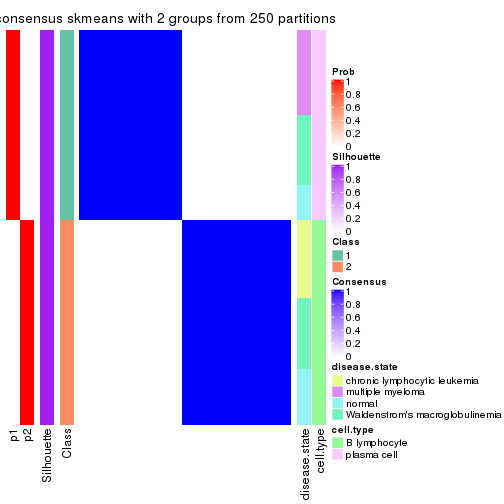 consensus skmeans with 2 groups from 250 partitions
Prob
1
0.8
0.6
0.4
0.2
0
Silhouette
1
0.8
0.6
0.4
0.2
0
Class
1
2
Consensus
1
0.8
0.6
0.4
0.2
0
disease.state
chronic lymphocytic leukemia
multiple myeloma
normal
Waldenstrom's macroglobulinemia
cell.type
B lymphocyte
plasma cell
p1
p2
Silhouette
Class
disease.state
cell.type